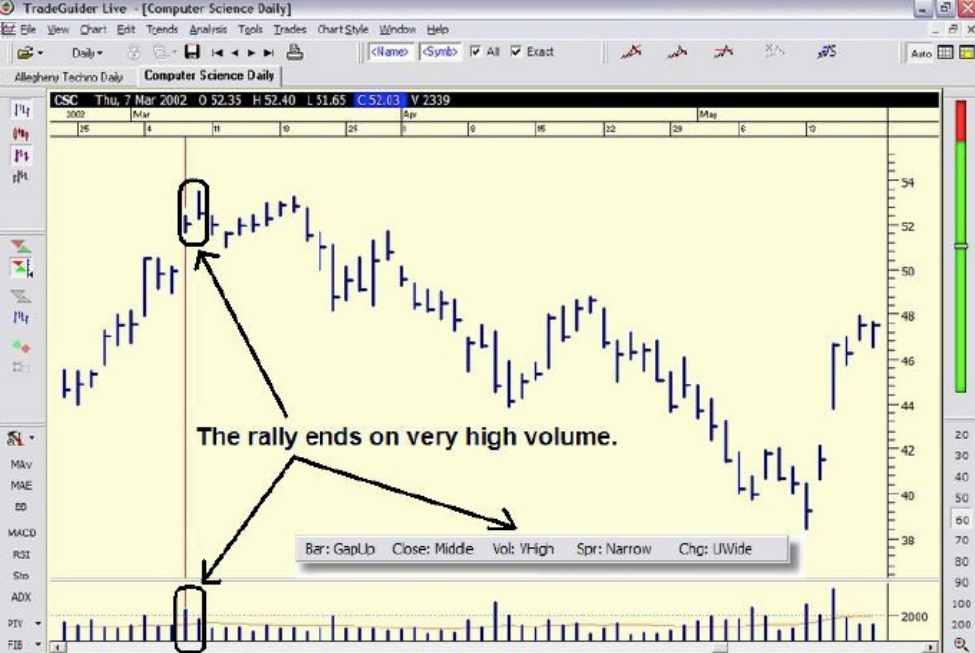 TradeGuider Live - [Computer Science Daily]
File View Chart Edit Trends Analysis Tools Trades Chart Style Window Help
Daily <Name> <Symb> All Exact Auto
Allegheny Techno Daily Computer Science Daily
CSC Thu, 7 Mar 2002 O 52.35 H 52.40 L 51.65 C 52.03 V 2339
2002 Mar Apr May
25 4 11 25 1 15 22 29 6
54
52
50
48
46
44
42
40
38
The rally ends on very high volume.
Bar: GapUp Close: Middle Vol: VHigh Spr: Narrow Chg: UWide
2000
MAv
MAE
BB
MACD
RSI
Sto
ADX
PIV
FIB
20
30
40
50
60
70
80
90
100
200